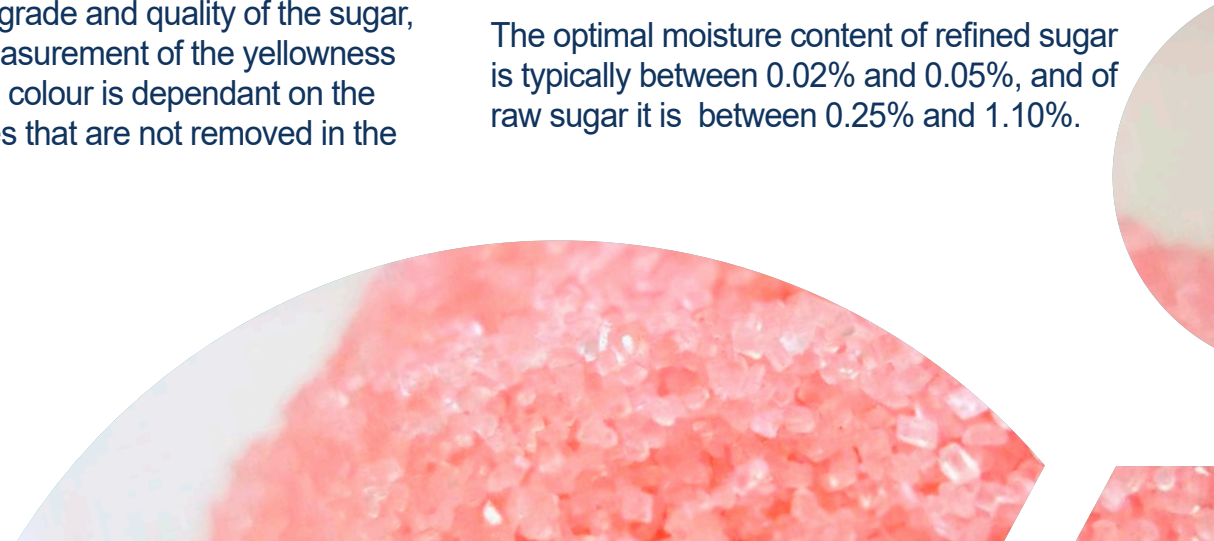 grade and quality of the sugar,
asurement of the yellowness
colour is dependant on the
s that are not removed in the
The optimal moisture content of refined sugar
is typically between 0.02% and 0.05%, and of
raw sugar it is  between 0.25% and 1.10%.